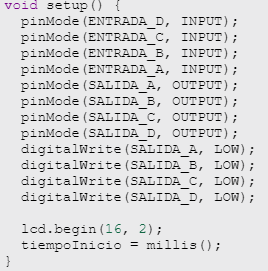 void setup() {
  pinMode(ENTRADA_D, INPUT);
  pinMode(ENTRADA_C, INPUT);
  pinMode(ENTRADA_B, INPUT);
  pinMode(ENTRADA_A, INPUT);
  pinMode(SALIDA_A, OUTPUT);
  pinMode(SALIDA_B, OUTPUT);
  pinMode(SALIDA_C, OUTPUT);
  pinMode(SALIDA_D, OUTPUT);
  digitalWrite(SALIDA_A, LOW);
  digitalWrite(SALIDA_B, LOW);
  digitalWrite(SALIDA_C, LOW);
  digitalWrite(SALIDA_D, LOW);

  lcd.begin(16, 2);
  tiempoInicio = millis();
}